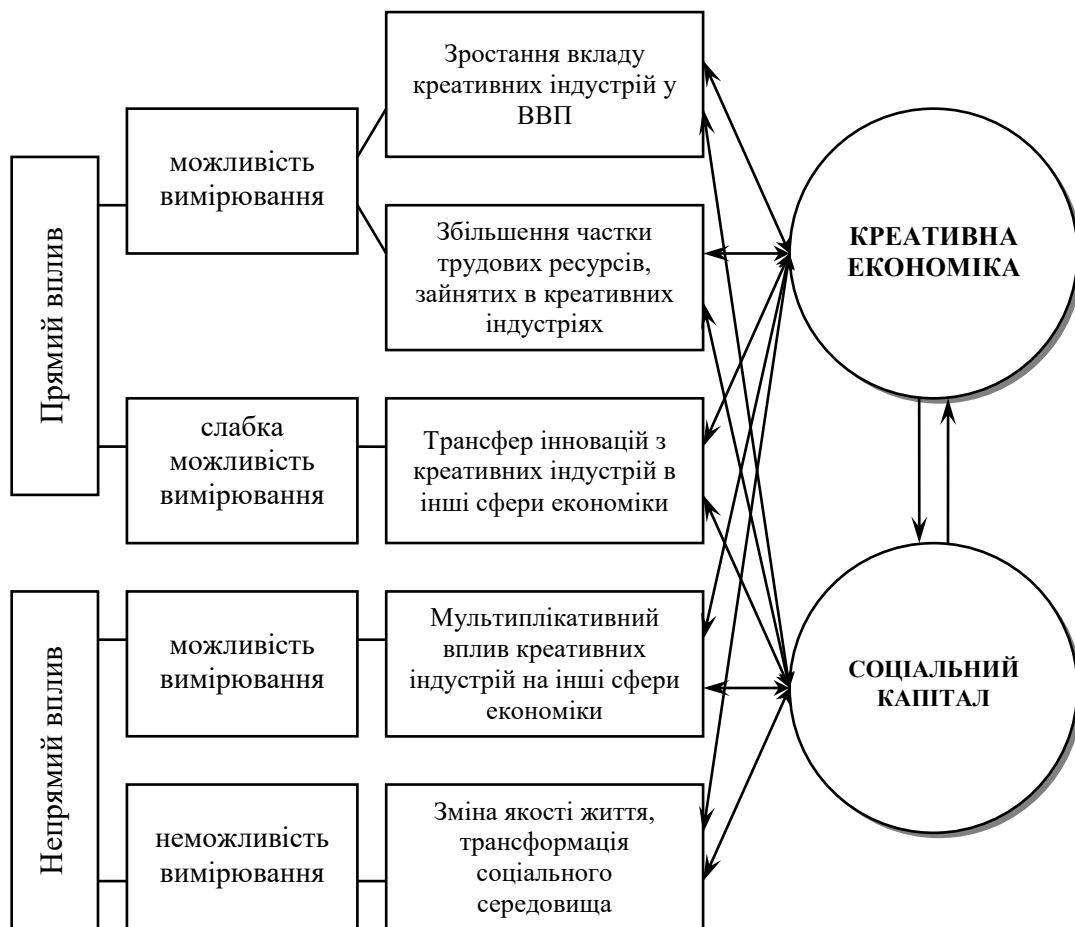 Прямий вплив
можливість
вимірювання
Зростання вкладу
креативних індустрій у
ВВП
Збільшення частки
трудових ресурсів,
зайнятих в креативних
індустріях
слабка
можливість
вимірювання
Трансфер інновацій з
креативних індустрій в
інші сфери економіки
Непрямий вплив
можливість
вимірювання
Мультиплікативний
вплив креативних
індустрій на інші сфери
економіки
неможливість
вимірювання
Зміна якості життя,
трансформація
соціального
середовища
КРЕАТИВНА
ЕКОНОМІКА
СОЦІАЛЬНИЙ
КАПІТАЛ